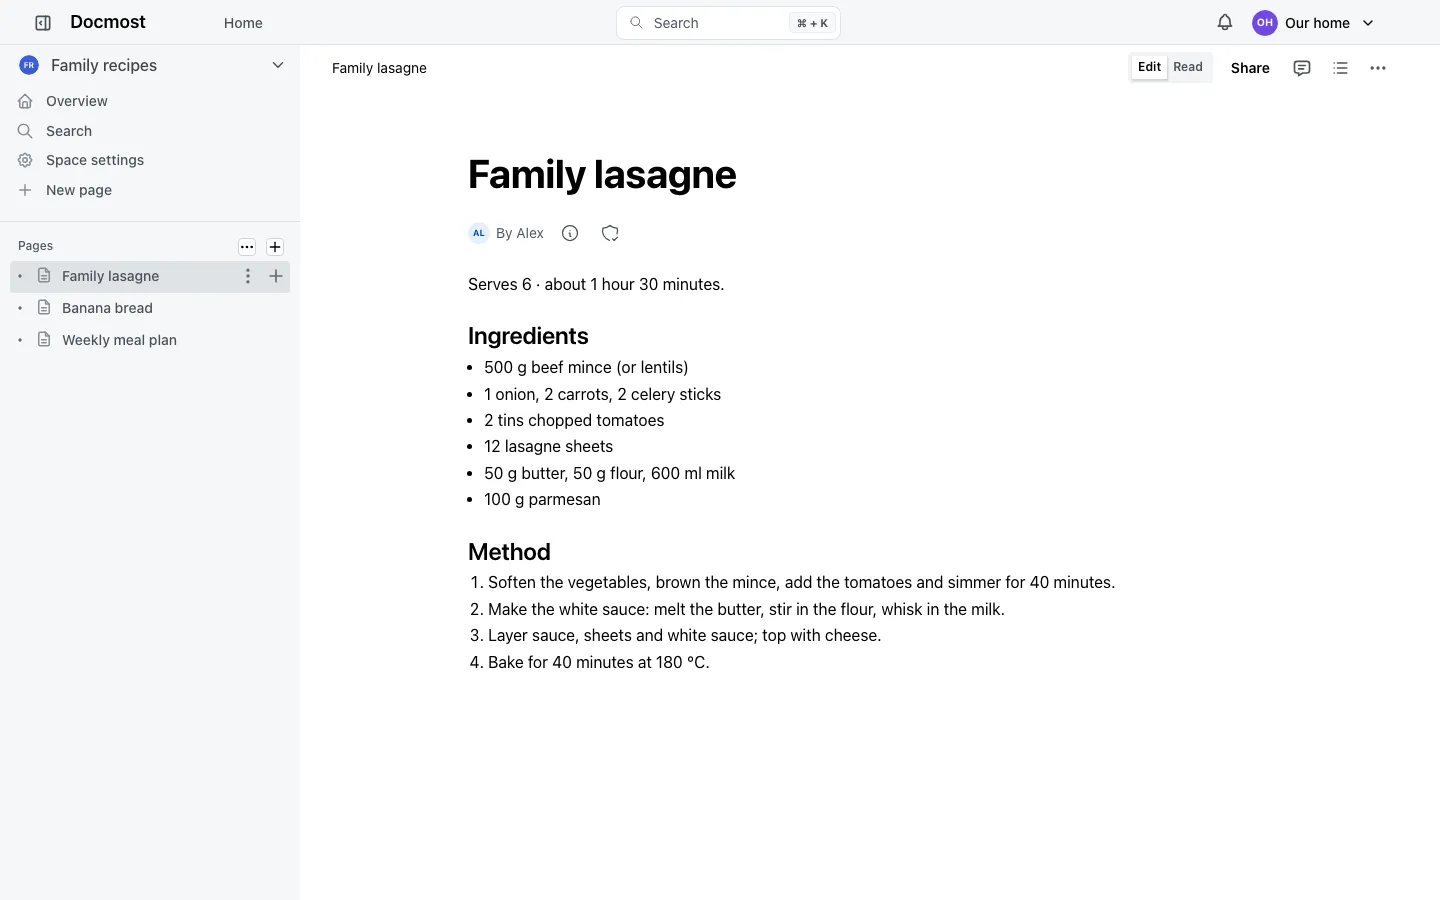 Docmost
Home
Search
⌘ + K
OH
Our home
FR
Family recipes
Overview
Search
Space settings
New page
Pages
Family lasagne
Banana bread
Weekly meal plan
Family lasagne
Edit
Read
Share
Family lasagne
AL
By Alex
Serves 6 · about 1 hour 30 minutes.
Ingredients
• 500 g beef mince (or lentils)
• 1 onion, 2 carrots, 2 celery sticks
• 2 tins chopped tomatoes
• 12 lasagne sheets
• 50 g butter, 50 g flour, 600 ml milk
• 100 g parmesan
Method
1. Soften the vegetables, brown the mince, add the tomatoes and simmer for 40 minutes.
2. Make the white sauce: melt the butter, stir in the flour, whisk in the milk.
3. Layer sauce, sheets and white sauce; top with cheese.
4. Bake for 40 minutes at 180 °C.